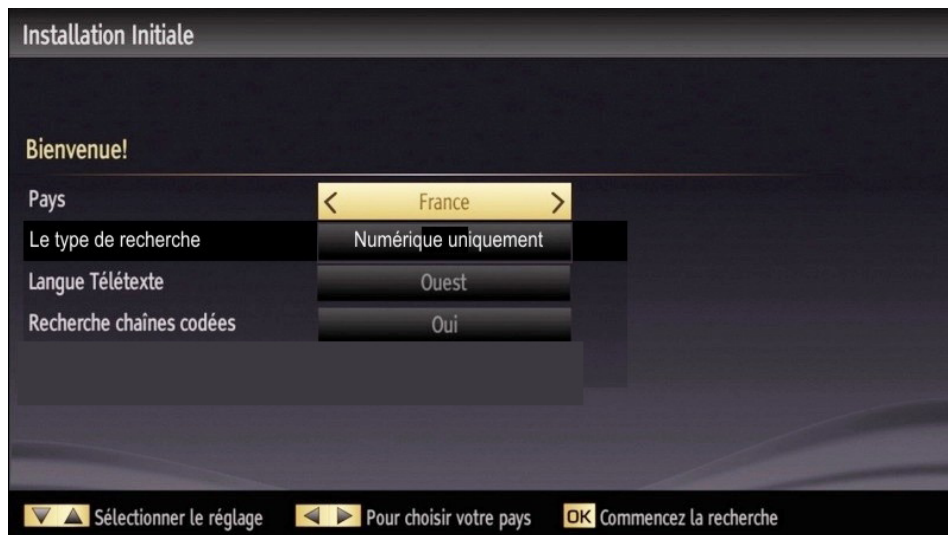 Installation Initiale
Bienvenue!
Pays < France >
Le type de recherche Numérique uniquement
Langue Télétexte Ouest
Recherche chaînes codées Oui
Sélectionner le réglage Pour choisir votre pays OK Commencez la recherche